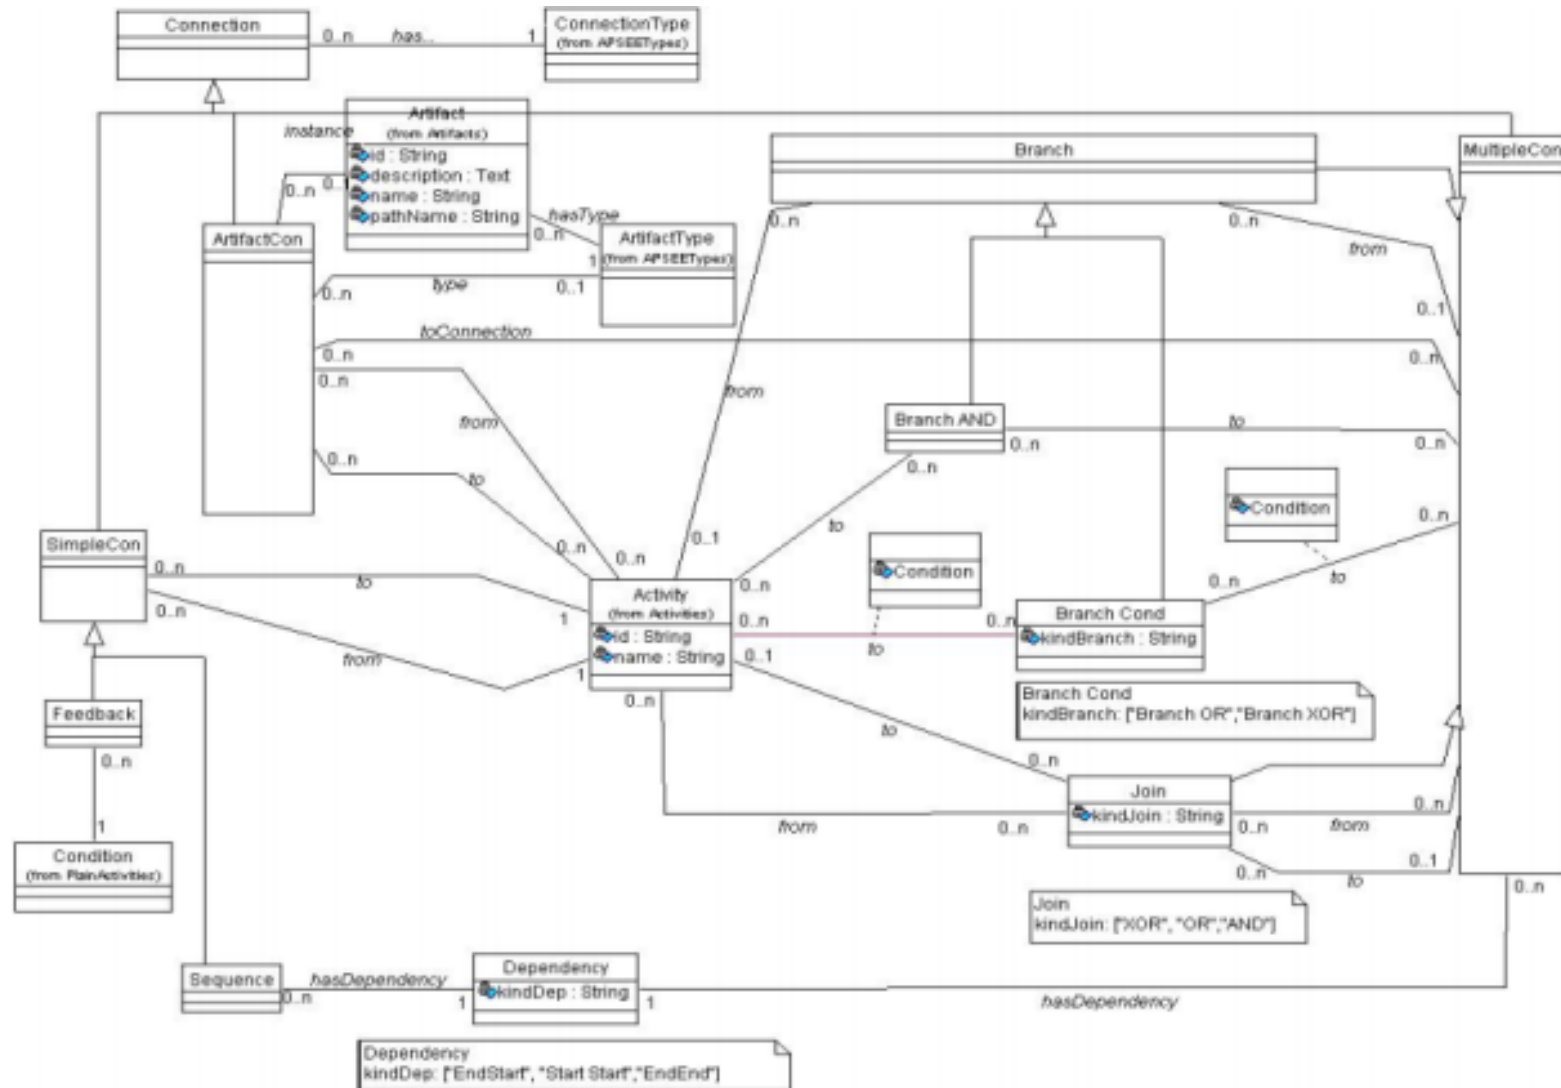 Connection
0..n
has..
1
ConnectionType
(from APSEETypes)
Artifact
(from Artifacts)
id : String
description : Text
name : String
pathName : String
instance
0..n
0..
hasType
0..n
1
ArtifactType
(from APSEETypes)
Branch
MultipleCon
0..n
0..n
from
0..1
ArtifactCon
0..n
type
0..1
toConnection
0..n
0..n
0..n
from
from
Branch AND
0..n
to
0..n
0..n
to
0..n
Condition
0..n
to
SimpleCon
0..n
to
0..n
0..n
0..1
to
Condition
0..n
to
0..n
1
from
1
Activity
(from Activities)
id : String
name : String
0..n
0..n
0..n
to
0..1
0..n
Branch Cond
kindBranch : String
Branch Cond
kindBranch: ["Branch OR","Branch XOR"]
Feedback
0..n
1
Condition
(from PlainActivities)
to
0..n
from
0..n
Join
kindJoin : String
0..n
from
0..n
0..n
to
0..1
0..n
Join
kindJoin: ["XOR", "OR","AND"]
Sequence
0..n
hasDependency
1
Dependency
kindDep : String
1
hasDependency
Dependency
kindDep: ["EndStart", "Start Start","EndEnd"]